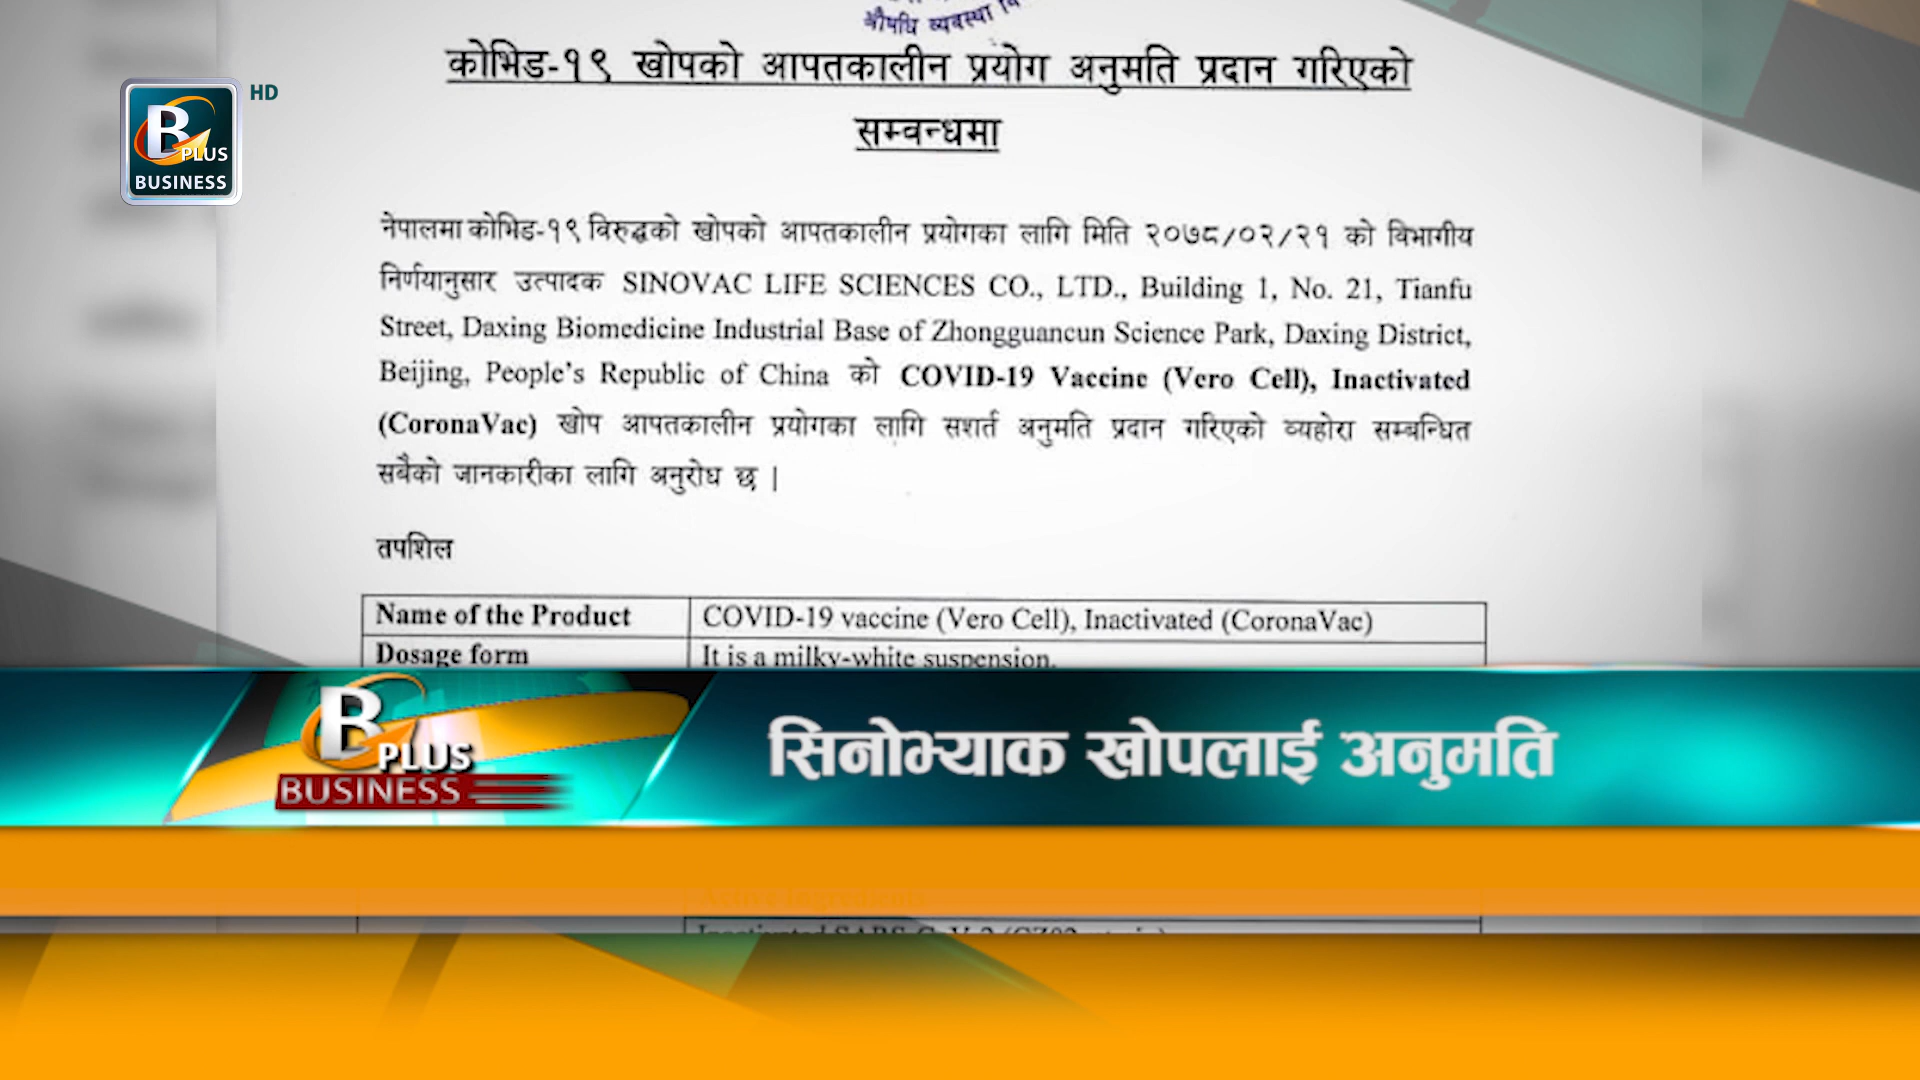 औषधि व्यवस्था
कोभिड-१९ खोपको आपतकालीन प्रयोग अनुमति प्रदान गरिएको
सम्वन्धमा
HD
B
PLUS
BUSINESS
नेपालमा कोभिड-१९ विरुद्धको खोपको आपतकालीन प्रयोगका लागि मिति २०७८/०२/२१ को विभागीय
निर्णयानुसार उत्पादक SINOVAC LIFE SCIENCES CO., LTD., Building 1, No. 21, Tianfu
Street, Daxing Biomedicine Industrial Base of Zhongguancun Science Park, Daxing District,
Beijing, People's Republic of China को COVID-19 Vaccine (Vero Cell), Inactivated
(CoronaVac) खोप आपतकालीन प्रयोगका लागि सशर्त अनुमति प्रदान गरिएको व्यहोरा सम्बन्धित
सबैको जानकारीका लागि अनुरोध छ |
तपशिल
Name of the Product COVID-19 vaccine (Vero Cell), Inactivated (CoronaVac)
Dosage form It is a milky-white suspension.
B
PLUS
BUSINESS
सिनोभ्याक खोपलाई अनुमति